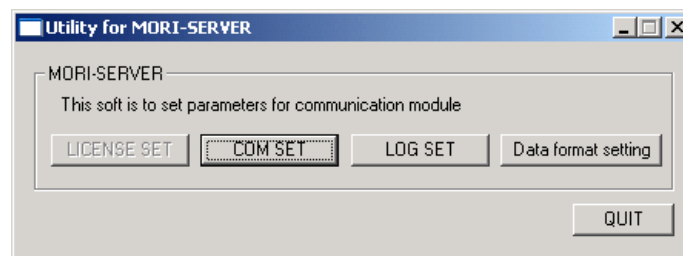 Utility for MORI-SERVER
MORI-SERVER
This soft is to set parameters for communication module
LICENSE SET COM SET LOG SET Data format setting
QUIT